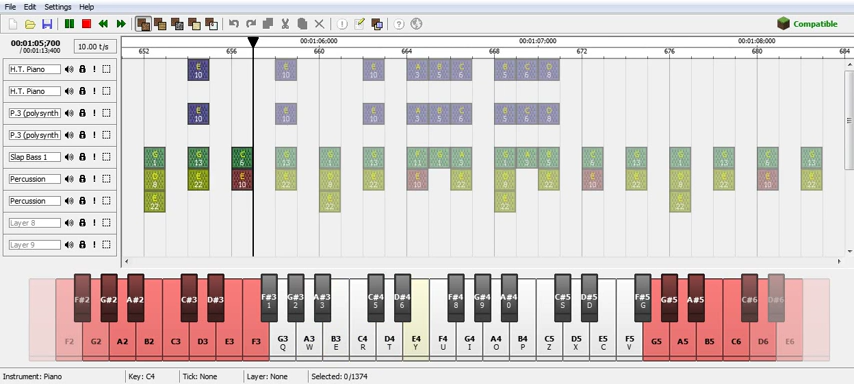 File Edit Settings Help
Compatible
00:01:05;700
/ 00:01:13;400
10.00 t/s
00:01:06;000 00:01:07;000 00:01:08;000
652 656 660 664 668 672 676 680 684
H.T. Piano E 10 E 10 E 10 A 3 B 5 C 6 B 5 C 6 D 8
H.T. Piano
P.3 (polysynth E 10 E 10 E 10 A 3 B 5 C 6 B 5 C 6 D 8
P.3 (polysynth
Slap Bass 1
Percussion
Percussion
Layer 8
Layer 9
F#2 G#2 A#2 C#3 D#3 F#3 G#3 A#3 C#4 D#4 F#4 G#4 A#4 C#5 D#5 F#5 G#5 A#5 C#6 D#6
1 2 3 5 6 8 9 0 S D G
F2 G2 A2 B2 C3 D3 E3 F3 G3 A3 B3 C4 D4 E4 F4 G4 A4 B4 C5 D5 E5 F5 G5 A5 B5 C6 D6 E6
Q W E R T Y U I O P Z X C V
Instrument: Piano Key: C4 Tick: None Layer: None Selected: 0/1374